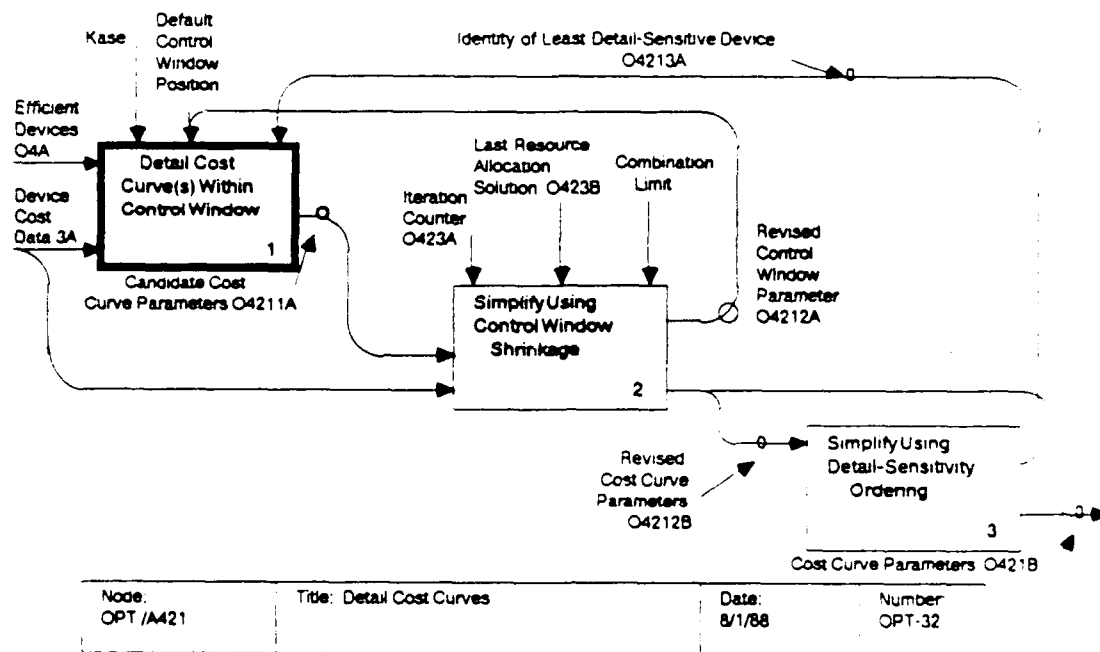 Kase
Default
Control
Window
Position
Identity of Least Detail-Sensitive Device
O4213A
Efficient
Devices
O4A
Device
Cost
Data 3A
Detail Cost
Curve(s) Within
Control Window
1
Candidate Cost
Curve Parameters O4211A
Iteration
Counter
O423A
Last Resource
Allocation
Solution O423B
Combination
Limit
Simplify Using
Control Window
Shrinkage
2
Revised
Control
Window
Parameter
O4212A
Revised
Cost Curve
Parameters
O4212B
Simplify Using
Detail-Sensitivity
Ordering
3
Cost Curve Parameters O421B
Node:
OPT /A421
Title: Detail Cost Curves
Date:
8/1/88
Number
OPT-32